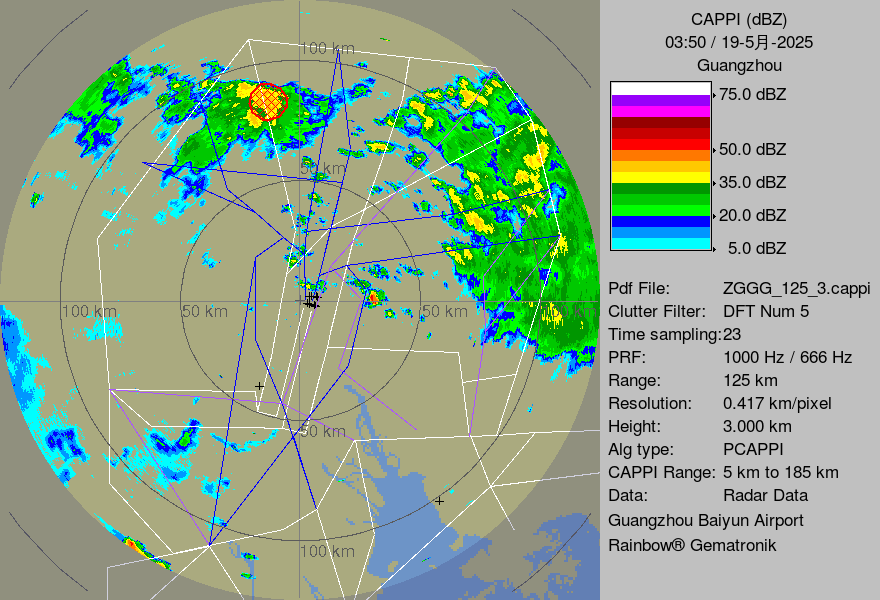 CAPPI (dBZ)
03:50 / 19-5月-2025
Guangzhou
75.0 dBZ
50.0 dBZ
35.0 dBZ
20.0 dBZ
5.0 dBZ
Pdf File: ZGGG_125_3.cappi
Clutter Filter: DFT Num 5
Time sampling:23
PRF: 1000 Hz / 666 Hz
Range: 125 km
Resolution: 0.417 km/pixel
Height: 3.000 km
Alg type: PCAPPI
CAPPI Range: 5 km to 185 km
Data: Radar Data
Guangzhou Baiyun Airport
Rainbow® Gematronik
100 km
50 km
100 km
50 km
50 km
50 km
100 km